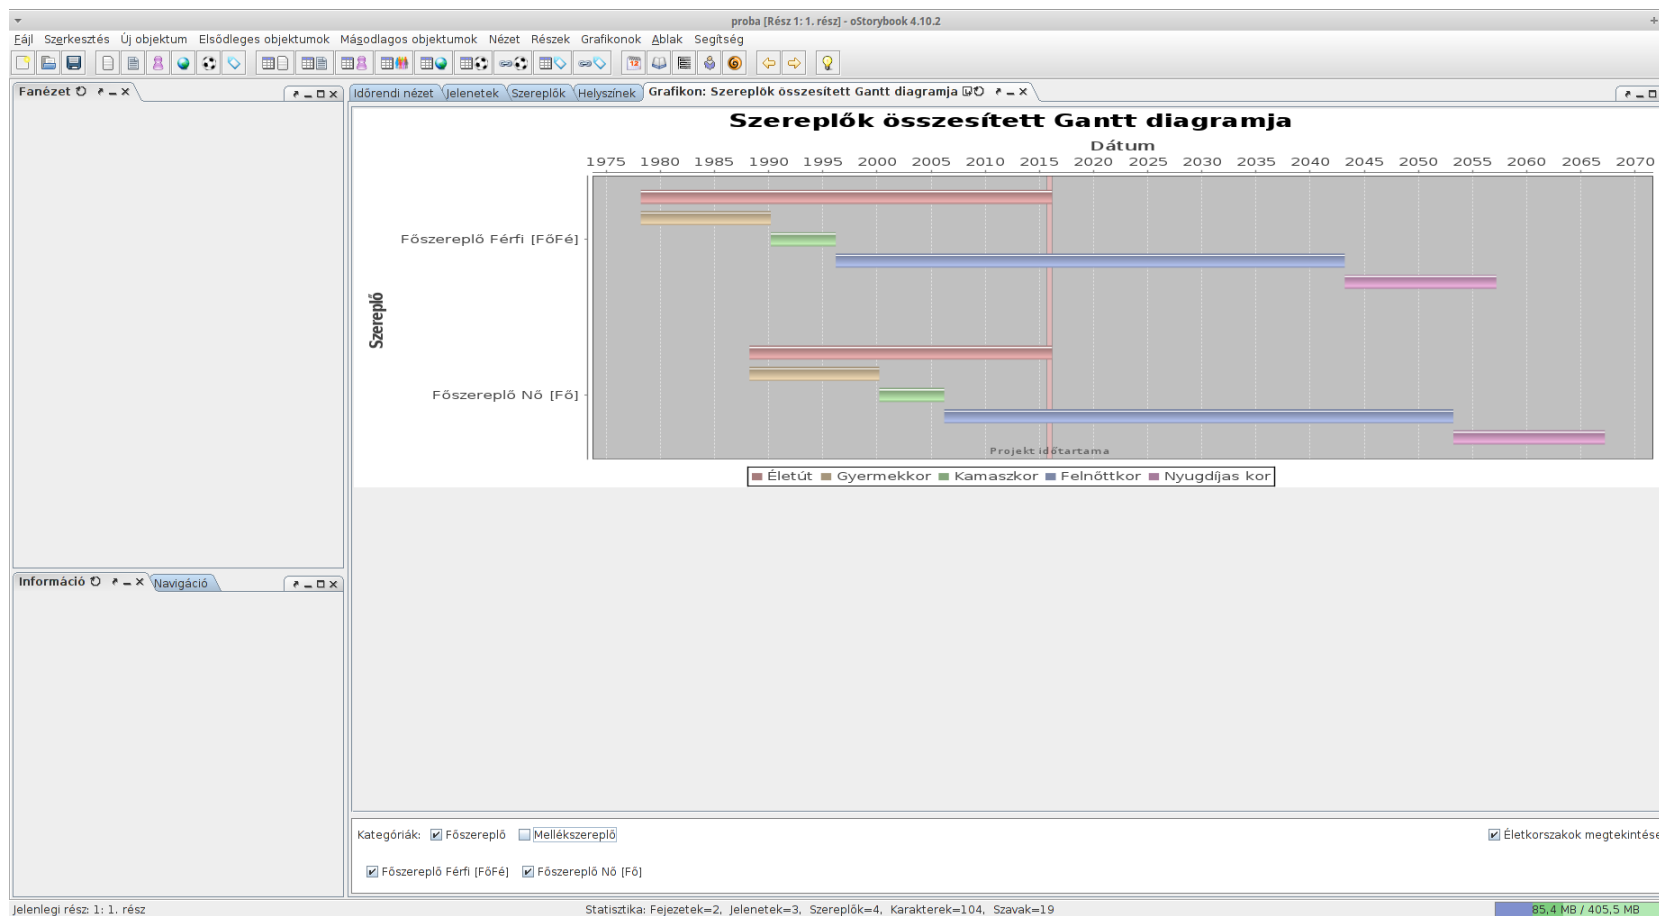 proba [Rész 1: 1. rész] - oStorybook 4.10.2
Fájl Szerkesztés Új objektum Elsődleges objektumok Másodlagos objektumok Nézet Részek Grafikonok Ablak Segítség
12
Fanézet
Időrendi nézet Jelenetek Szereplők Helyszínek Grafikon: Szereplők összesített Gantt diagramja
Szereplők összesített Gantt diagramja
Dátum
1975 1980 1985 1990 1995 2000 2005 2010 2015 2020 2025 2030 2035 2040 2045 2050 2055 2060 2065 2070
Főszereplő Férfi [FőFé]
Szereplő
Főszereplő Nő [Fő]
Projekt időtartama
Életút Gyermekkor Kamaszkor Felnőttkor Nyugdíjas kor
Információ Navigáció
Kategóriák: Főszereplő Mellékszereplő Életkorszakok megtekintése
Főszereplő Férfi [FőFé] Főszereplő Nő [Fő]
Jelenlegi rész: 1: 1. rész Statisztika: Fejezetek=2, Jelenetek=3, Szereplők=4, Karakterek=104, Szavak=19 85,4 MB / 405,5 MB